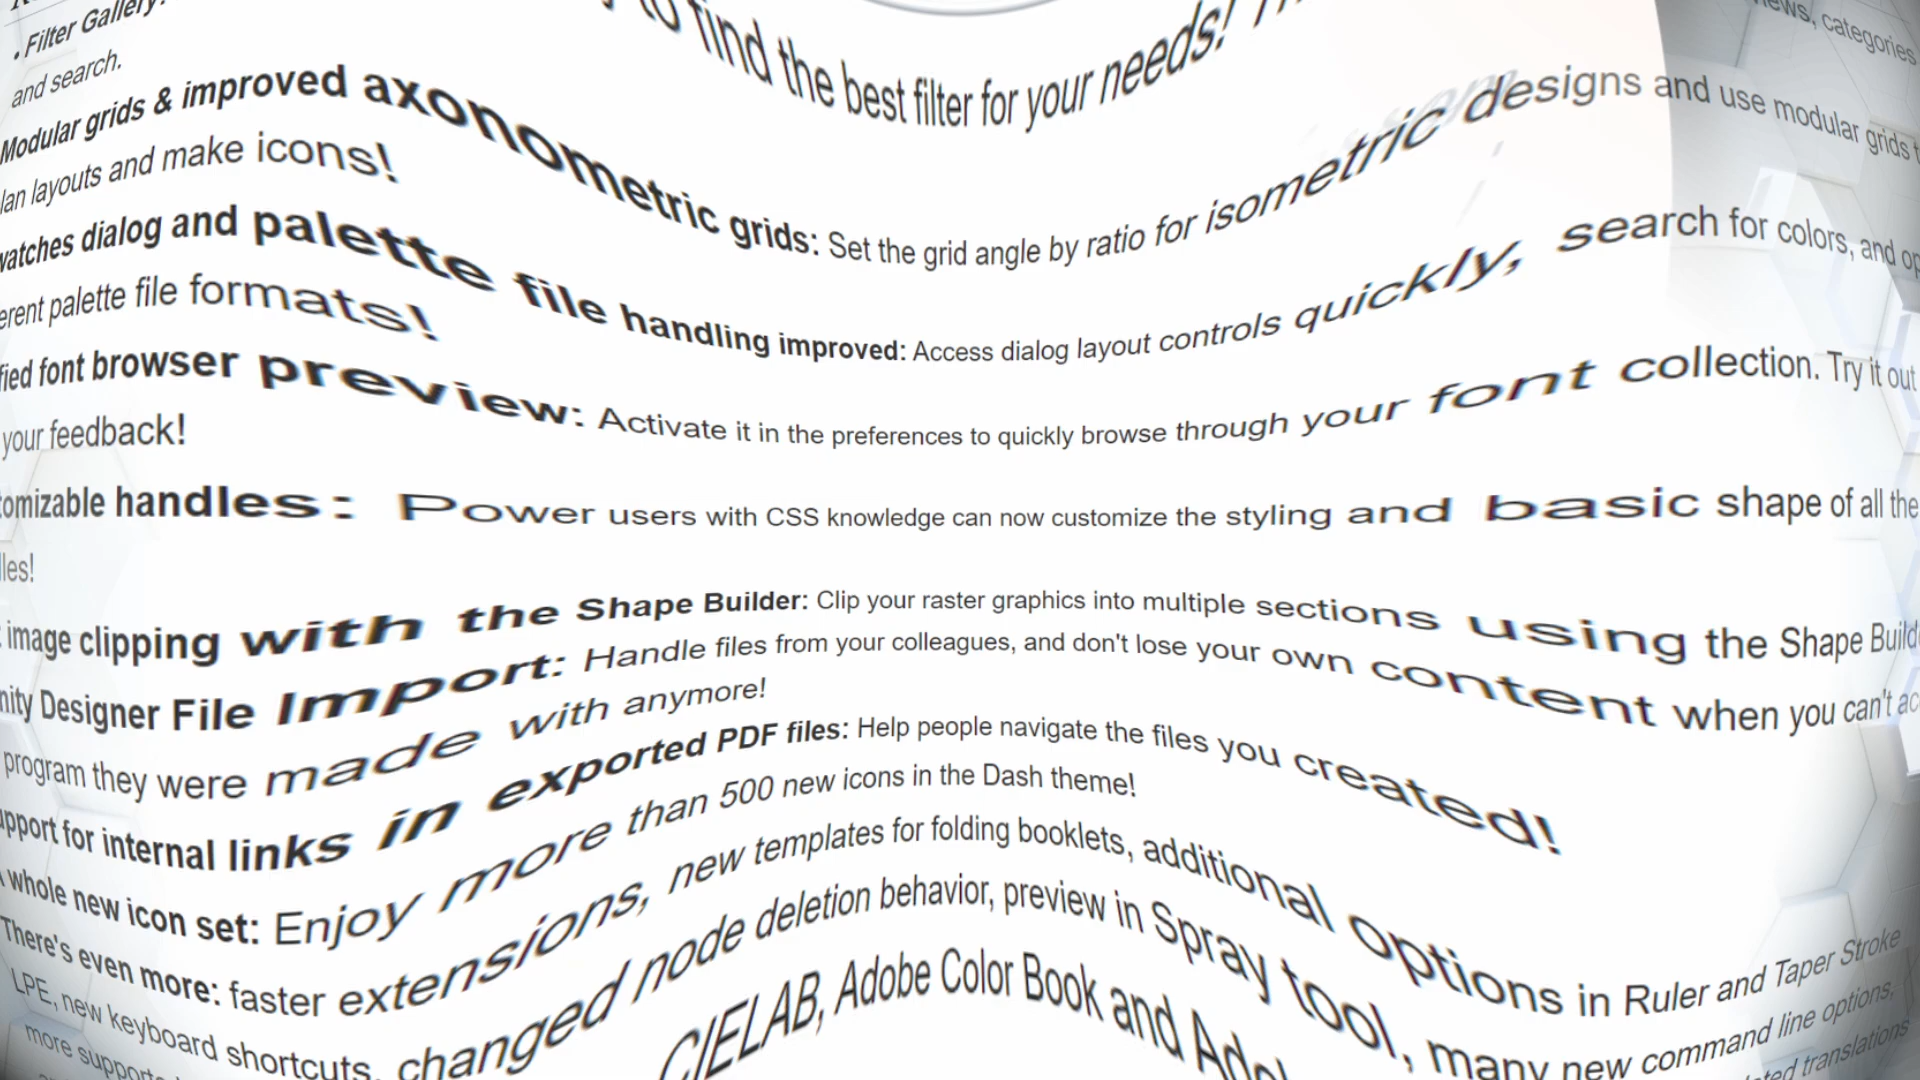 • Filter Gallery:
to find the best filter for your needs!
views, categories
and search.
Modular grids & improved axonometric grids: Set the grid angle by ratio for isometric designs and use modular grids
lan layouts and make icons!
watches dialog and palette file handling improved: Access dialog layout controls quickly, search for colors, and op
erent palette file formats!
fied font browser preview: Activate it in the preferences to quickly browse through your font collection. Try it out
your feedback!
tomizable handles: Power users with CSS knowledge can now customize the styling and basic shape of all the
les!
image clipping with the Shape Builder: Clip your raster graphics into multiple sections using the Shape Build
nity Designer File Import: Handle files from your colleagues, and don't lose your own content when you can't ac
program they were made with anymore!
upport for internal links in exported PDF files: Help people navigate the files you created!
A whole new icon set: Enjoy more than 500 new icons in the Dash theme!
There's even more: faster extensions, new templates for folding booklets, additional options in Ruler and Taper Stroke
LPE, new keyboard shortcuts, changed node deletion behavior, preview in Spray tool, many new command line options,
more supporte CIELAB, Adobe Color Book and Ado ated translations